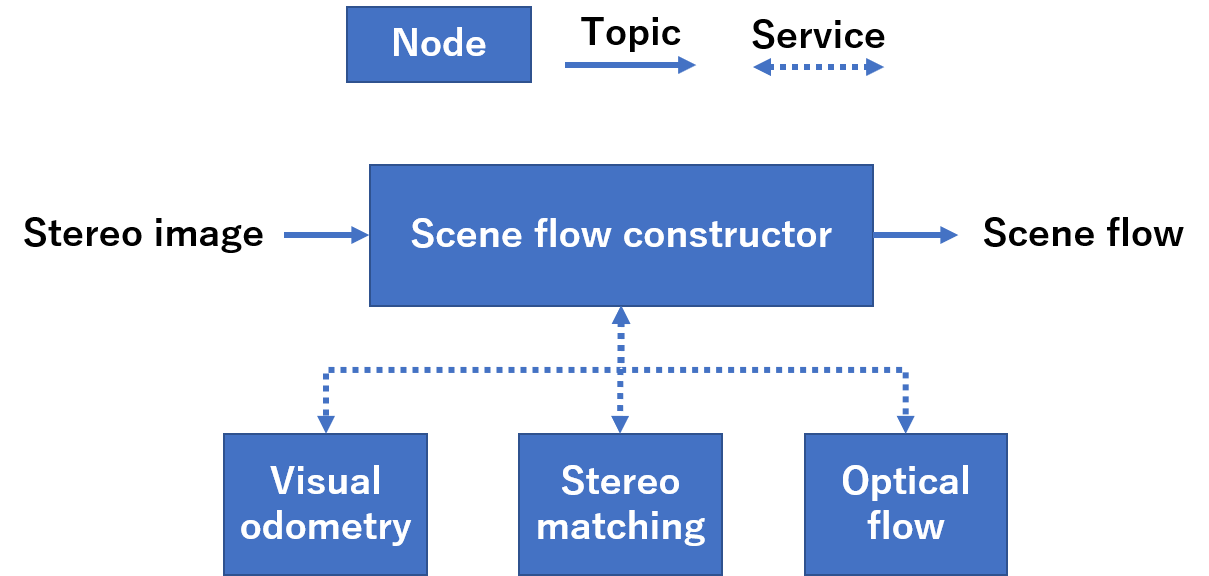 Node
Topic
Service
Stereo image
Scene flow constructor
Scene flow
Visual
odometry
Stereo
matching
Optical
flow